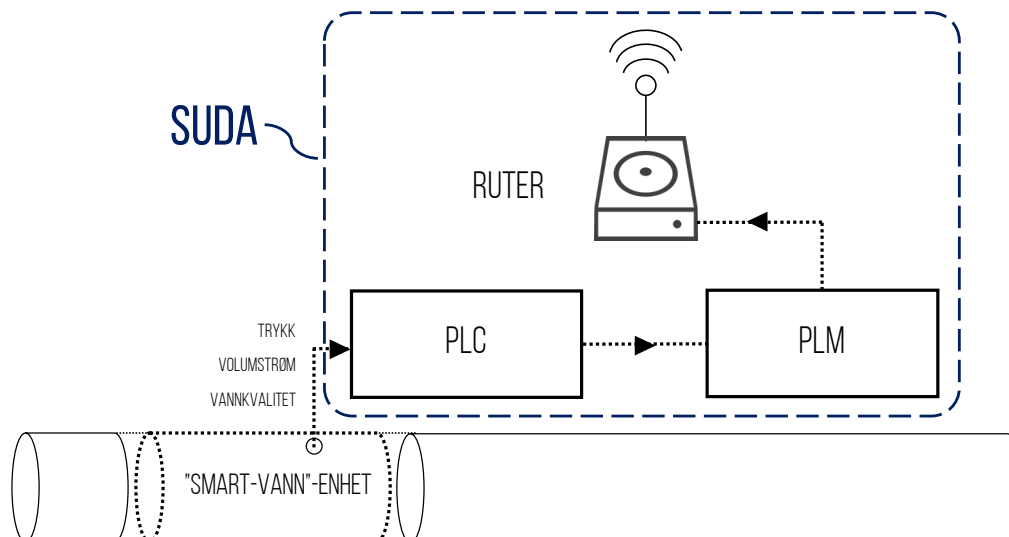 SUDA
RUTER
PLC
PLM
TRYKK
VOLUMSTRØM
VANNKVALITET
"SMART-VANN"-ENHET